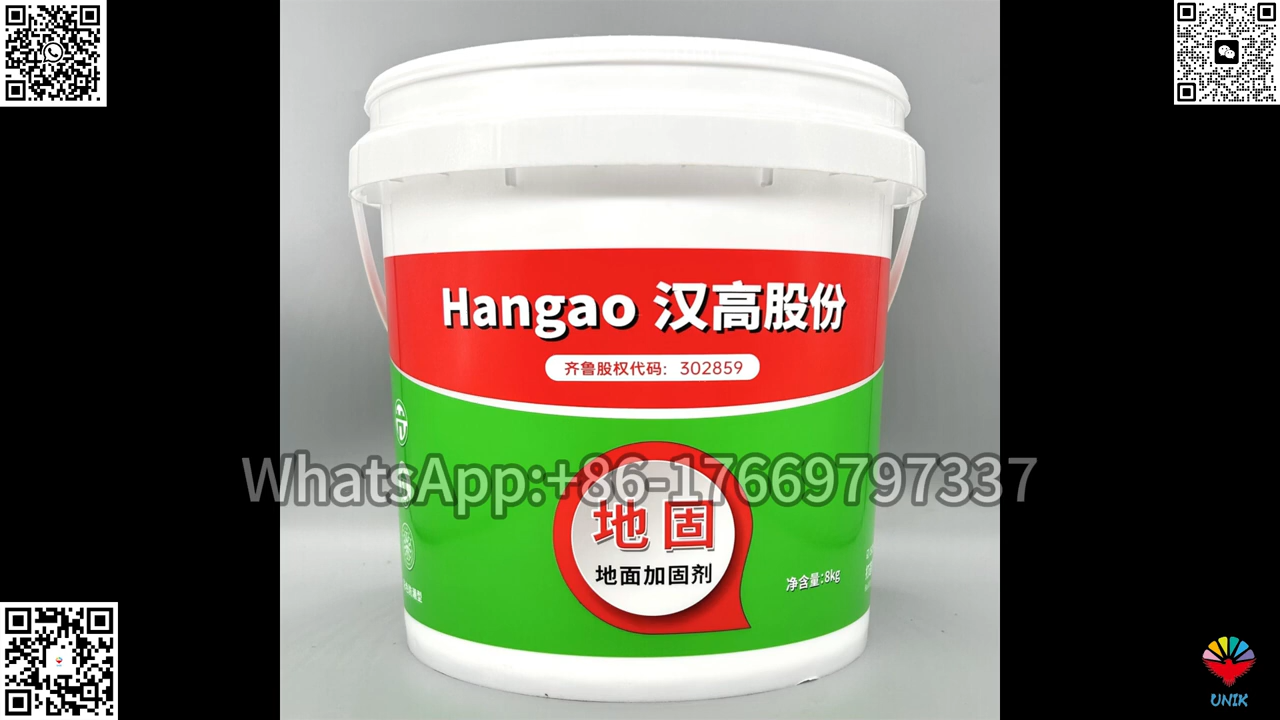 Hangao 汉高股份
齐鲁股权代码：302859
WhatsApp:+86-17669797337
地固
地面加固剂
净含量:8kg
UNIK